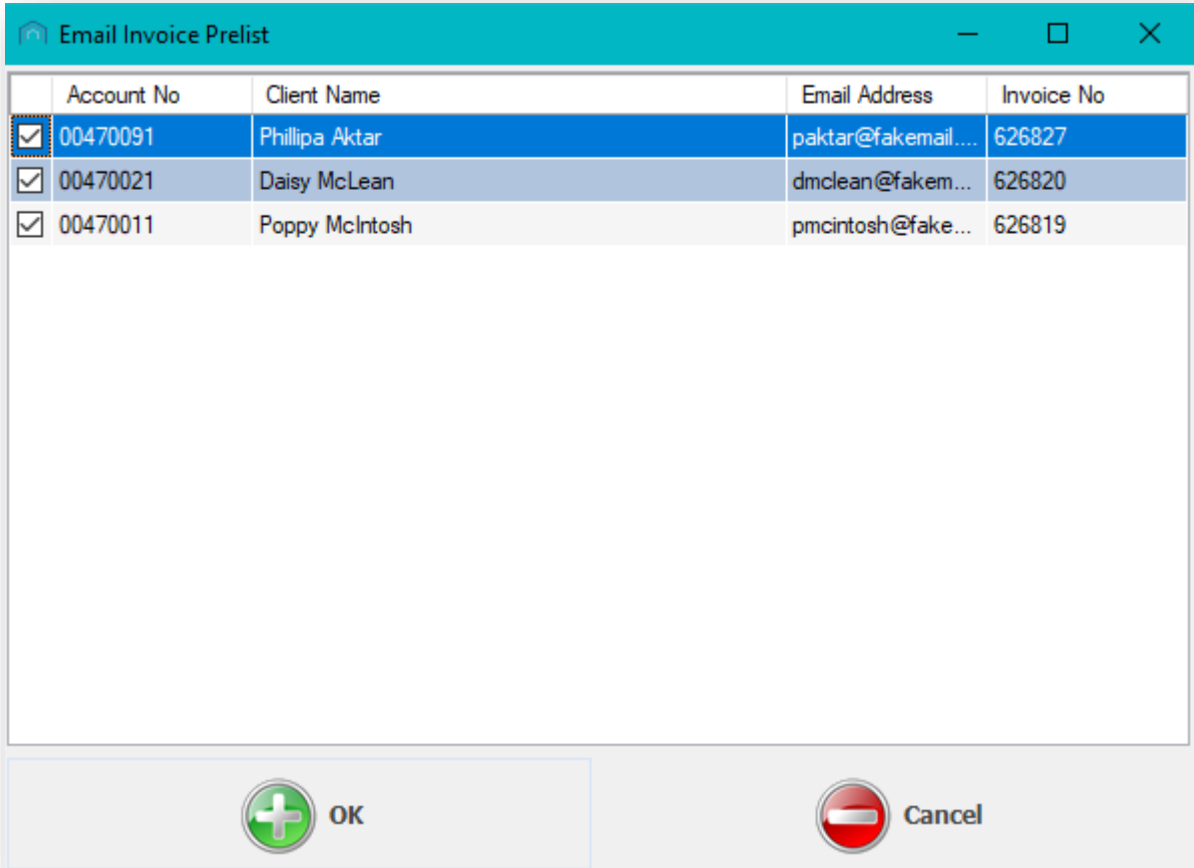 Email Invoice Prelist
Account No Client Name Email Address Invoice No
00470091 Phillipa Aktar paktar@fakemail.... 626827
00470021 Daisy McLean dmclean@fakem... 626820
00470011 Poppy McIntosh pmcintosh@fake... 626819
OK Cancel